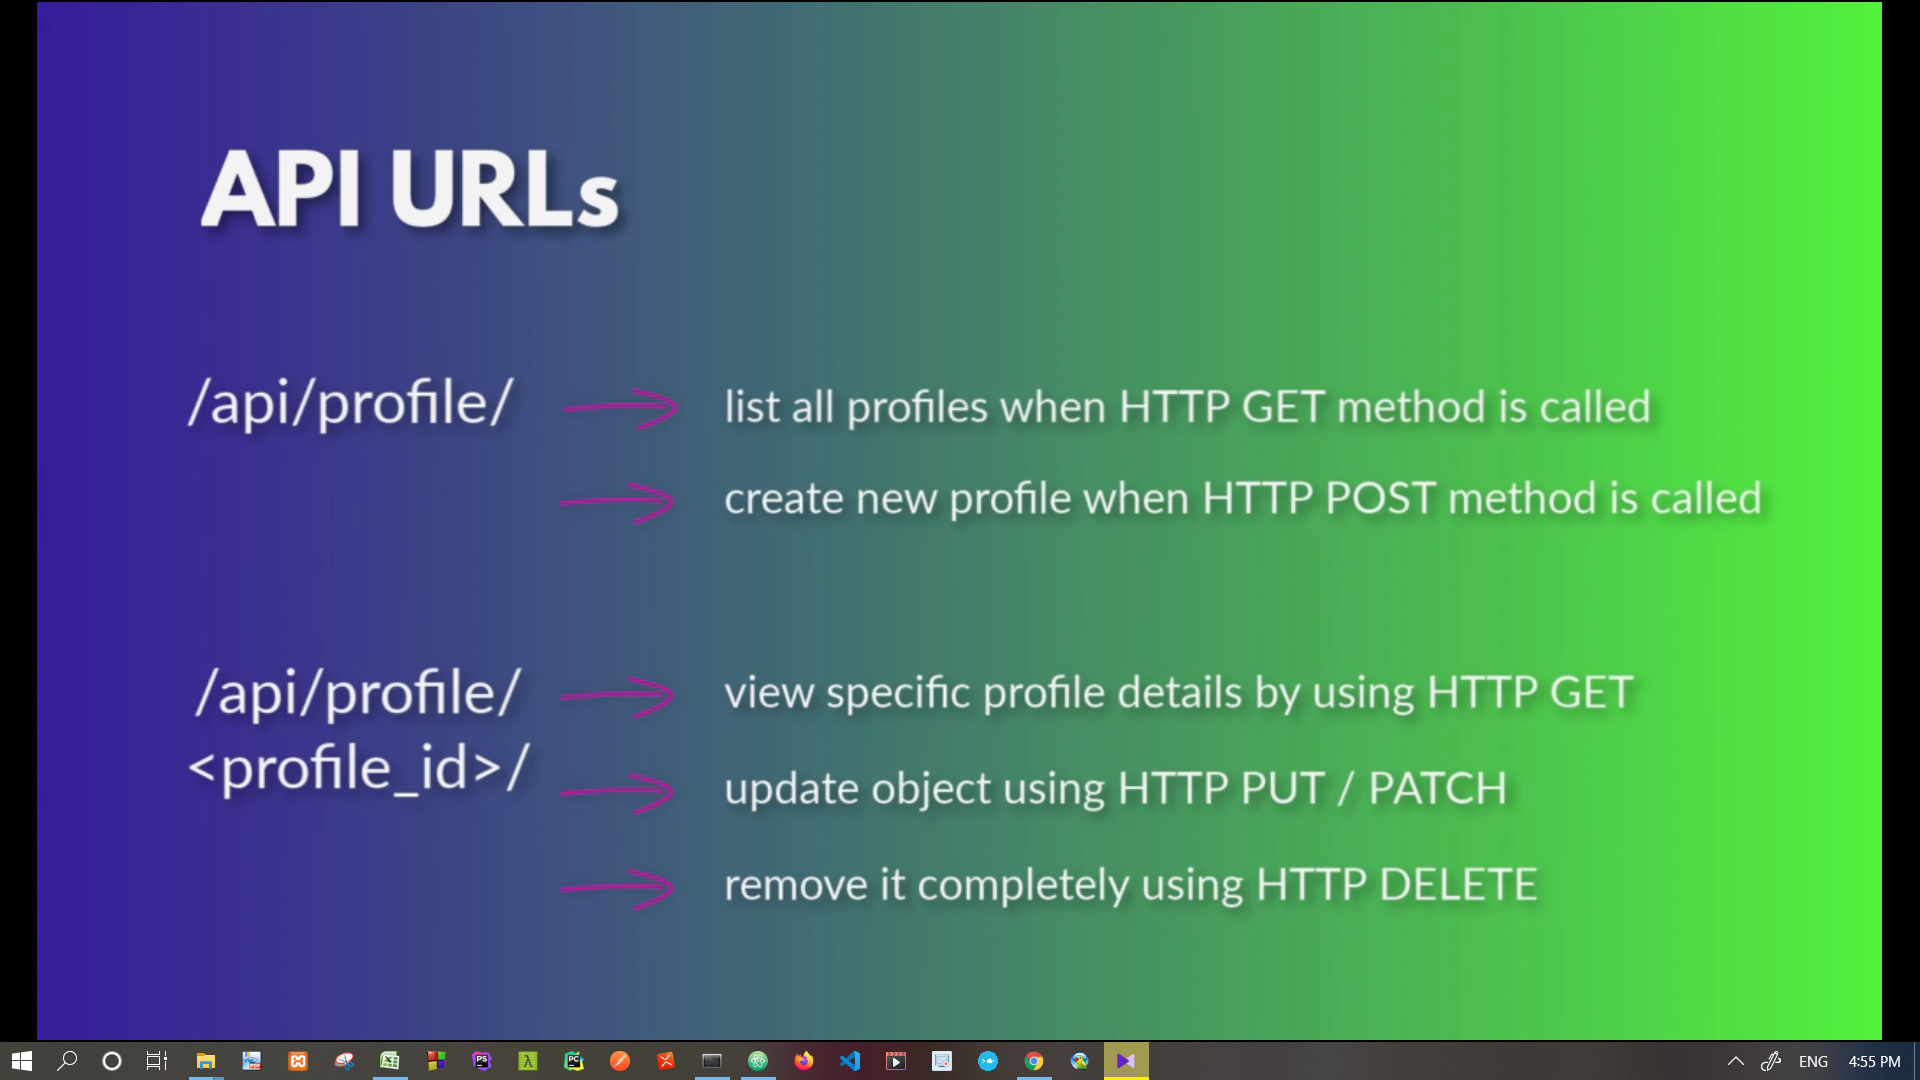 API URLs
/api/profile/
list all profiles when HTTP GET method is called
create new profile when HTTP POST method is called
/api/profile/
<profile_id>/
view specific profile details by using HTTP GET
update object using HTTP PUT / PATCH
remove it completely using HTTP DELETE
ENG
4:55 PM